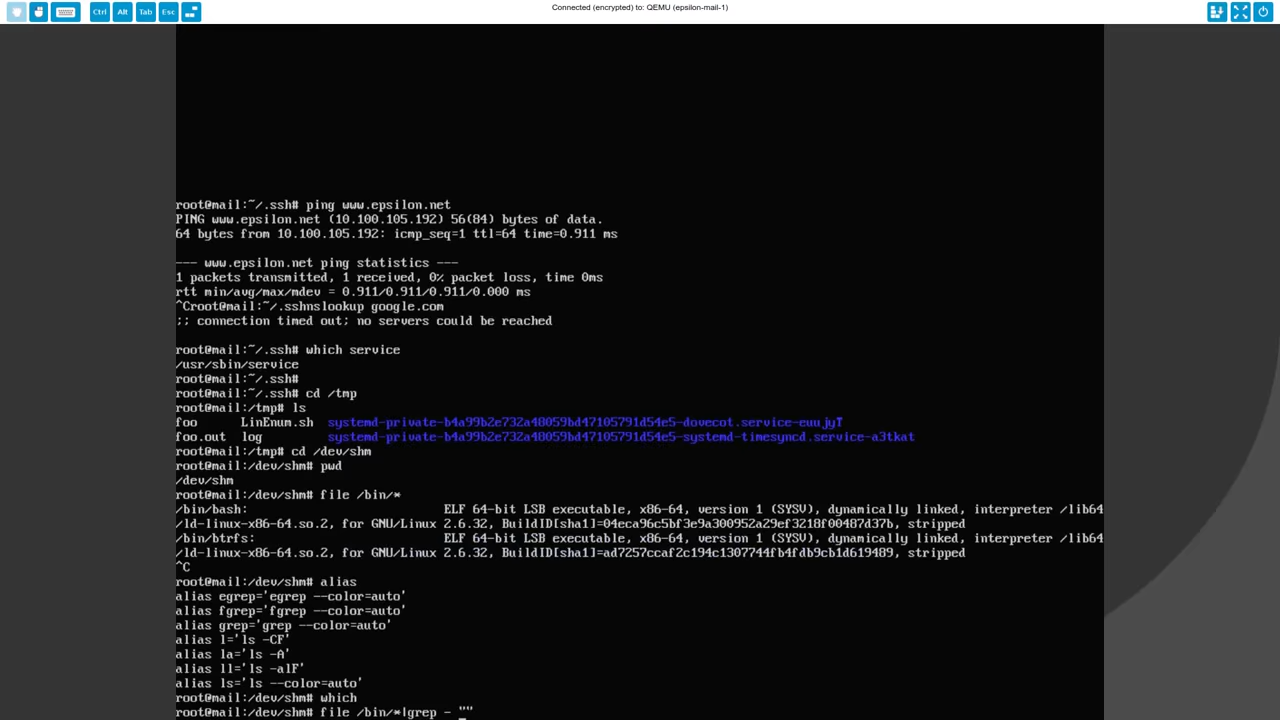 Connected (encrypted) to: QEMU (epsilon-mail-1)
Ctrl Alt Tab Esc
root@mail:~/.ssh# ping www.epsilon.net
PING www.epsilon.net (10.100.105.192) 56(84) bytes of data.
64 bytes from 10.100.105.192: icmp_seq=1 ttl=64 time=0.911 ms
--- www.epsilon.net ping statistics ---
1 packets transmitted, 1 received, 0% packet loss, time 0ms
rtt min/avg/max/mdev = 0.911/0.911/0.911/0.000 ms
^Croot@mail:~/.sshnslookup google.com
;; connection timed out; no servers could be reached
root@mail:~/.ssh# which service
/usr/sbin/service
root@mail:~/.ssh#
root@mail:~/.ssh# cd /tmp
root@mail:/tmp# ls
foo LinEnum.sh systemd-private-b4a99b2e732a48059bd47105791d54e5-dovecot.service-euujyT
foo.out log systemd-private-b4a99b2e732a48059bd47105791d54e5-systemd-timesyncd.service-a3tkat
root@mail:/tmp# cd /dev/shm
root@mail:/dev/shm# pwd
/dev/shm
root@mail:/dev/shm# file /bin/*
/bin/bash: ELF 64-bit LSB executable, x86-64, version 1 (SYSV), dynamically linked, interpreter /lib64
/ld-linux-x86-64.so.2, for GNU/Linux 2.6.32, BuildID[sha1]=04eca96c5bf3e9a300952a29ef3218f00487d37b, stripped
/bin/btrfs: ELF 64-bit LSB executable, x86-64, version 1 (SYSV), dynamically linked, interpreter /lib64
/ld-linux-x86-64.so.2, for GNU/Linux 2.6.32, BuildID[sha1]=ad7257ccaf2c194c1307744fb4fdb9cb1d619489, stripped
^C
root@mail:/dev/shm# alias
alias egrep='egrep --color=auto'
alias fgrep='fgrep --color=auto'
alias grep='grep --color=auto'
alias l='ls -CF'
alias la='ls -A'
alias ll='ls -alF'
alias ls='ls --color=auto'
root@mail:/dev/shm# which
root@mail:/dev/shm# file /bin/*|grep - ""